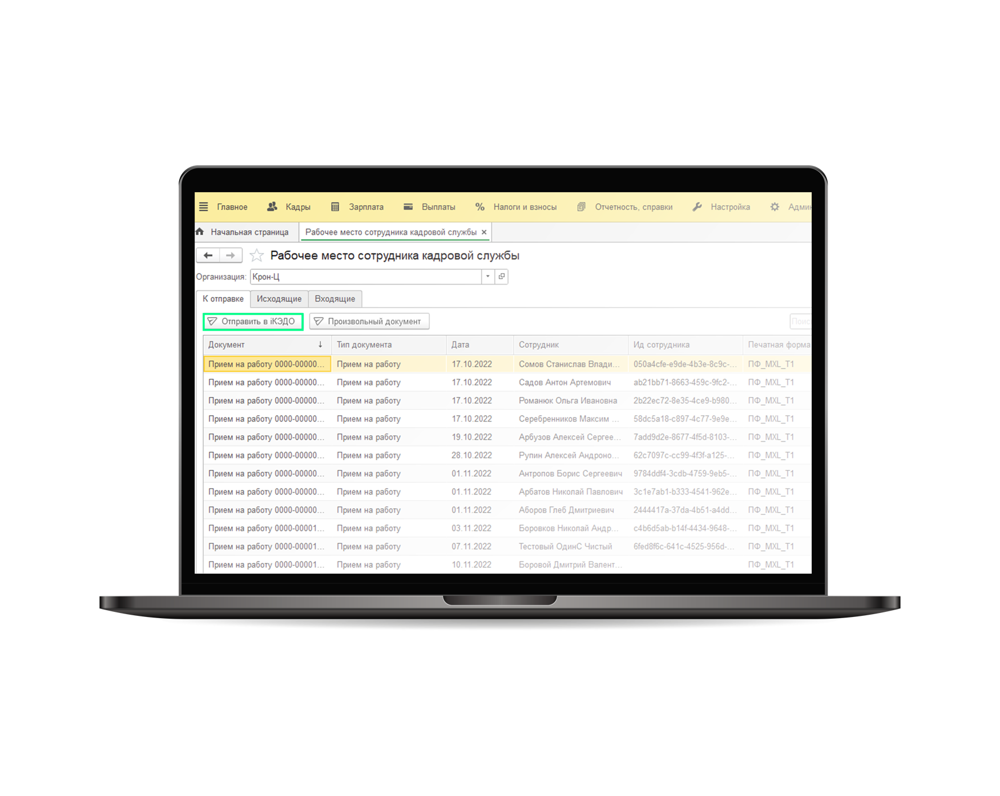 Главное Кадры Зарплата Выплаты % Налоги и взносы Отчетность, справки Настройка Админ
Начальная страница Рабочее место сотрудника кадровой службы ×
Рабочее место сотрудника кадровой службы
Организация: Крон-Ц
К отправке Исходящие Входящие
Отправить в iКЭДО Произвольный документ Поис
Документ ↓ Тип документа Дата Сотрудник Ид сотрудника Печатная форма
Прием на работу 0000-00000... Прием на работу 17.10.2022 Сомов Станислав Влади... 050a4cfe-e9de-4b3e-8c9c-... ПФ_MXL_Т1
Прием на работу 0000-00000... Прием на работу 17.10.2022 Садов Антон Артемович ab21bb71-8663-459c-9fc2-... ПФ_MXL_Т1
Прием на работу 0000-00000... Прием на работу 17.10.2022 Романюк Ольга Ивановна 2b22ec72-8e35-4ce9-b980... ПФ_MXL_Т1
Прием на работу 0000-00000... Прием на работу 17.10.2022 Серебренников Максим ... 58dc5a18-c897-4c77-9e9e... ПФ_MXL_Т1
Прием на работу 0000-00000... Прием на работу 19.10.2022 Арбузов Алексей Сергее... 7add9d2e-8677-4f5d-8103-... ПФ_MXL_Т1
Прием на работу 0000-00000... Прием на работу 28.10.2022 Рупин Алексей Андроно... 62c7097c-cc99-4f3f-a125-... ПФ_MXL_Т1
Прием на работу 0000-00000... Прием на работу 01.11.2022 Антропов Борис Сергеевич 9784ddf4-3cdb-4759-9eb5-... ПФ_MXL_Т1
Прием на работу 0000-00000... Прием на работу 01.11.2022 Арбатов Николай Павлович 3c1e7ab1-b333-4541-962e... ПФ_MXL_Т1
Прием на работу 0000-00000... Прием на работу 01.11.2022 Аборов Глеб Дмитриевич 2444417a-37da-4b51-a4dd... ПФ_MXL_Т1
Прием на работу 0000-00001... Прием на работу 03.11.2022 Боровков Николай Андр... c4b6d5ab-b14f-4434-9648-... ПФ_MXL_Т1
Прием на работу 0000-00001... Прием на работу 07.11.2022 Тестовый ОдинС Чистый 6fed8f6c-641c-4525-956d-... ПФ_MXL_Т1
Прием на работу 0000-00001... Прием на работу 10.11.2022 Боровой Дмитрий Валент... ПФ_MXL_Т1